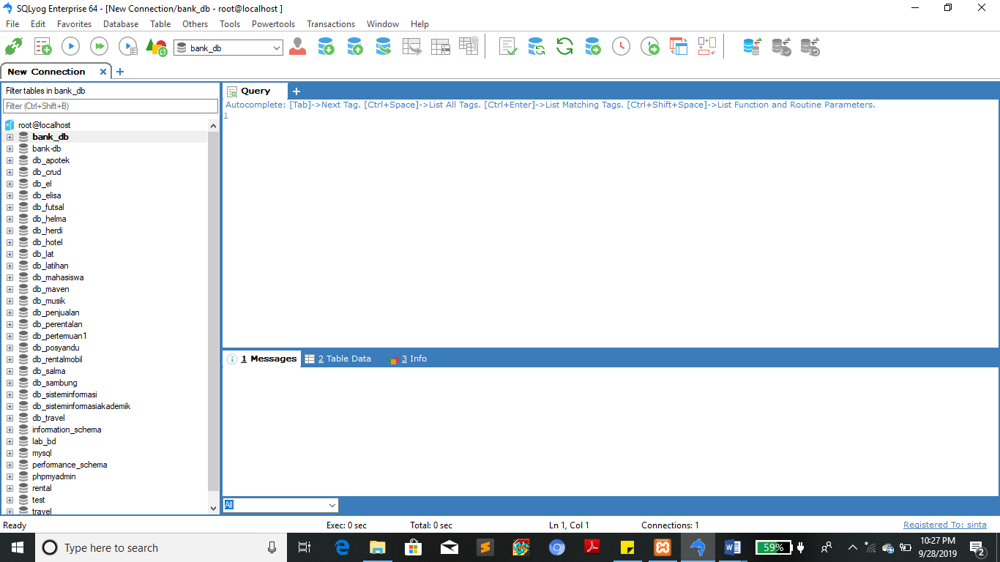 SQLyog Enterprise 64 - [New Connection/bank_db - root@localhost ]
File Edit Favorites Database Table Others Tools Powertools Transactions Window Help
bank_db
New Connection
Filter tables in bank_db
Filter (Ctrl+Shift+B)
root@localhost
bank_db
bank-db
db_apotek
db_crud
db_el
db_elisa
db_futsal
db_helma
db_herdi
db_hotel
db_lat
db_latihan
db_mahasiswa
db_maven
db_musik
db_penjualan
db_perentalan
db_pertemuan1
db_posyandu
db_rentalmobil
db_salma
db_sambung
db_sisteminformasi
db_sisteminformasiakademik
db_travel
information_schema
lab_bd
mysql
performance_schema
phpmyadmin
rental
test
travel
Query
Autocomplete: [Tab]->Next Tag. [Ctrl+Space]->List All Tags. [Ctrl+Enter]->List Matching Tags. [Ctrl+Shift+Space]->List Function and Routine Parameters.
1
1 Messages 2 Table Data 3 Info
All
Ready Exec: 0 sec Total: 0 sec Ln 1, Col 1 Connections: 1 Registered To: sinta
Type here to search
59%
10:27 PM
9/28/2019
2